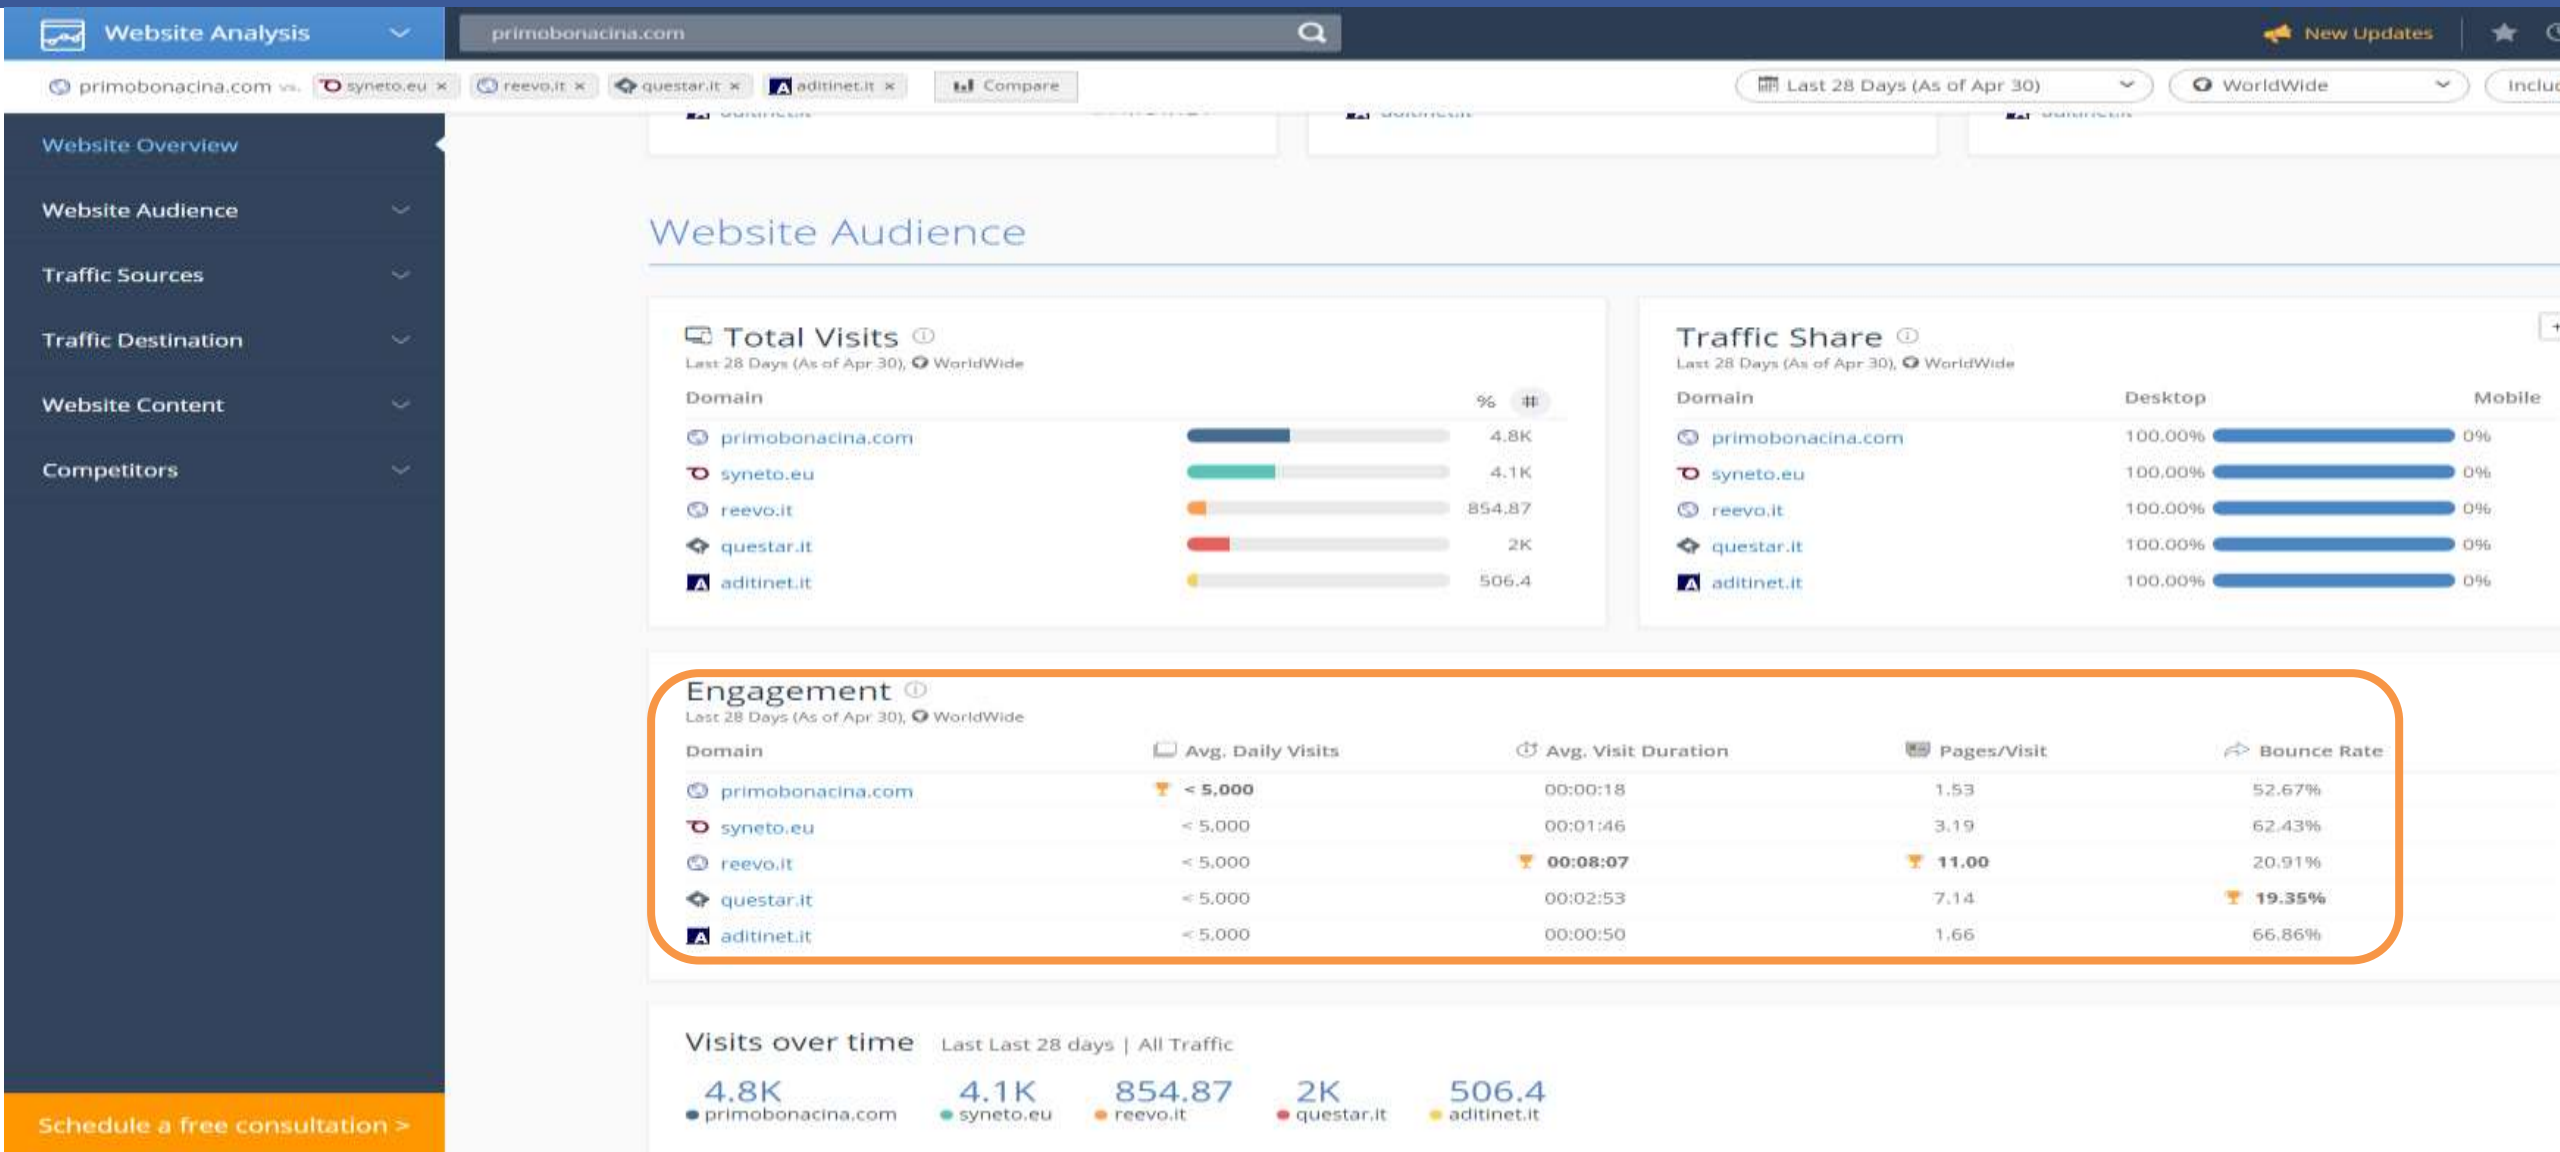 Website Analysis
primobonacina.com
New Updates
primobonacina.com vs. syneto.eu × reevo.it × questar.it × aditinet.it × Compare
Last 28 Days (As of Apr 30) WorldWide Includ
Website Overview
Website Audience
Traffic Sources
Traffic Destination
Website Content
Competitors
Schedule a free consultation >
Website Audience
Total Visits
Last 28 Days (As of Apr 30), WorldWide
Domain % #
primobonacina.com 4.8K
syneto.eu 4.1K
reevo.it 854.87
questar.it 2K
aditinet.it 506.4
Traffic Share
Last 28 Days (As of Apr 30), WorldWide
Domain Desktop Mobile
primobonacina.com 100.00% 0%
syneto.eu 100.00% 0%
reevo.it 100.00% 0%
questar.it 100.00% 0%
aditinet.it 100.00% 0%
Engagement
Last 28 Days (As of Apr 30), WorldWide
Domain Avg. Daily Visits Avg. Visit Duration Pages/Visit Bounce Rate
primobonacina.com < 5,000 00:00:18 1.53 52.67%
syneto.eu < 5,000 00:01:46 3.19 62.43%
reevo.it < 5,000 00:08:07 11.00 20.91%
questar.it < 5,000 00:02:53 7.14 19.35%
aditinet.it < 5,000 00:00:50 1.66 66.86%
Visits over time Last Last 28 days | All Traffic
4.8K 4.1K 854.87 2K 506.4
primobonacina.com syneto.eu reevo.it questar.it aditinet.it